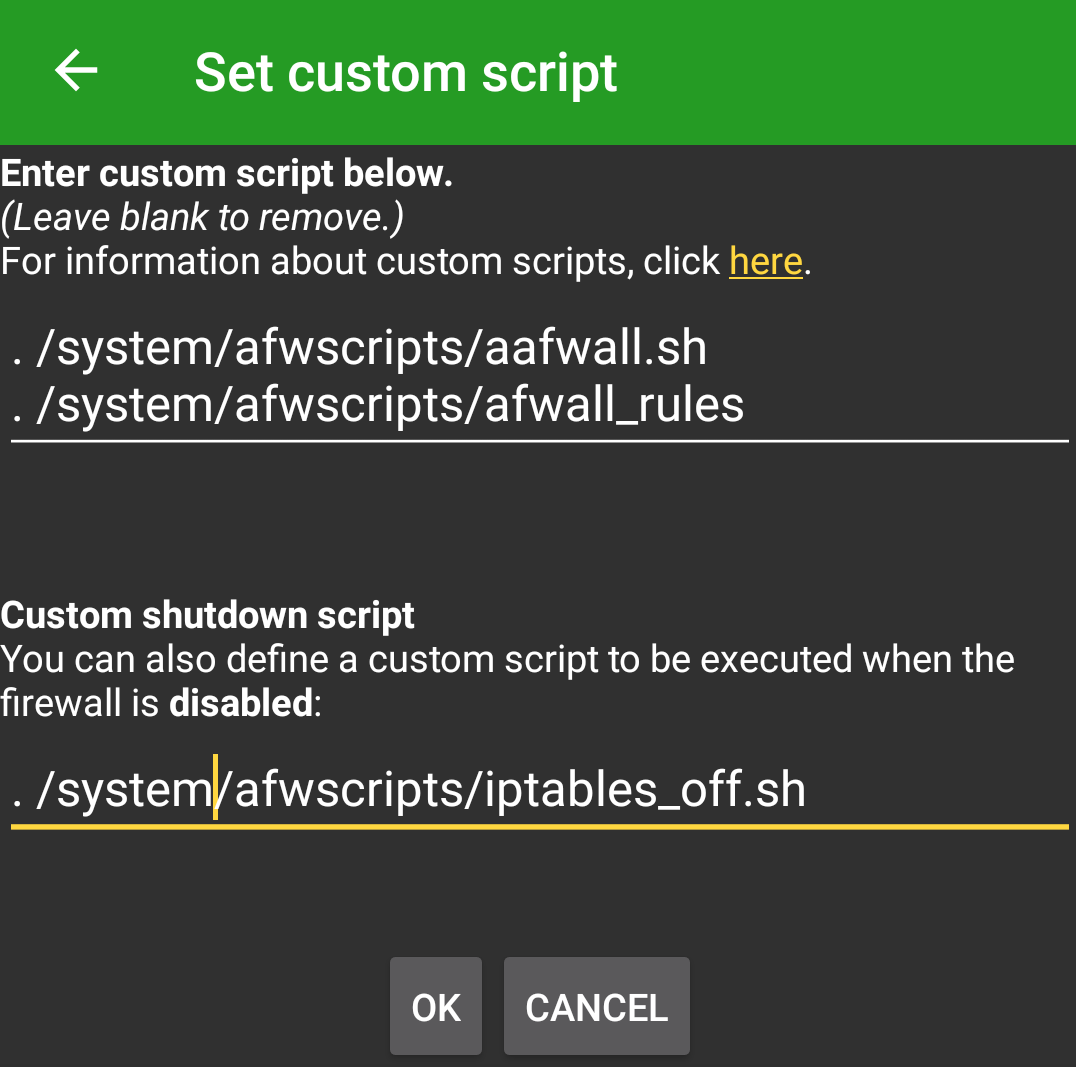 Set custom script
Enter custom script below.
(Leave blank to remove.)
For information about custom scripts, click here.
. /system/afwscripts/aafwall.sh
. /system/afwscripts/afwall_rules
Custom shutdown script
You can also define a custom script to be executed when the
firewall is disabled:
. /system/afwscripts/iptables_off.sh
OK CANCEL